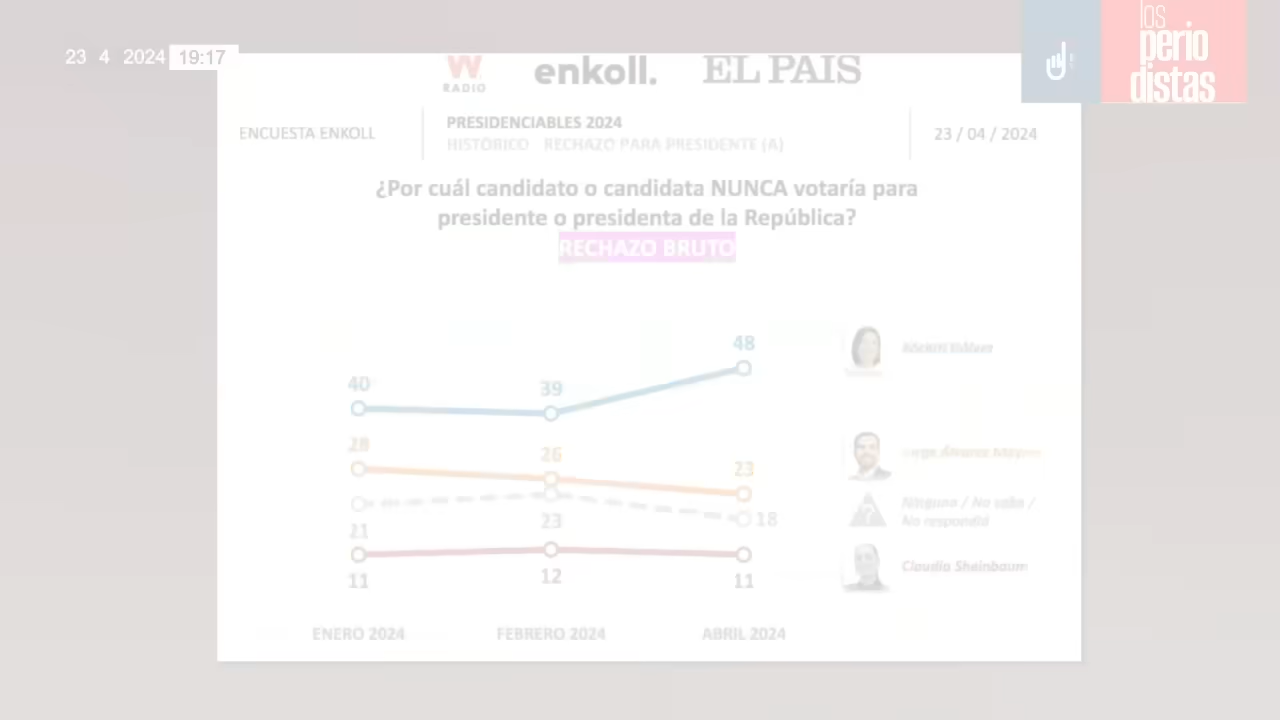 23 4 2024 19:17
los
perio
distas
W
RADIO
enkoll.
EL PAIS
ENCUESTA ENKOLL
PRESIDENCIABLES 2024
HISTÓRICO RECHAZO PARA PRESIDENTE (A)
23 / 04 / 2024
¿Por cuál candidato o candidata NUNCA votaría para
presidente o presidenta de la República?
RECHAZO BRUTO
48
40
39
28
26
23
21
23
18
11
12
11
Ninguno / No voto /
No respondió
Claudia Sheinbaum
ENERO 2024
FEBRERO 2024
ABRIL 2024